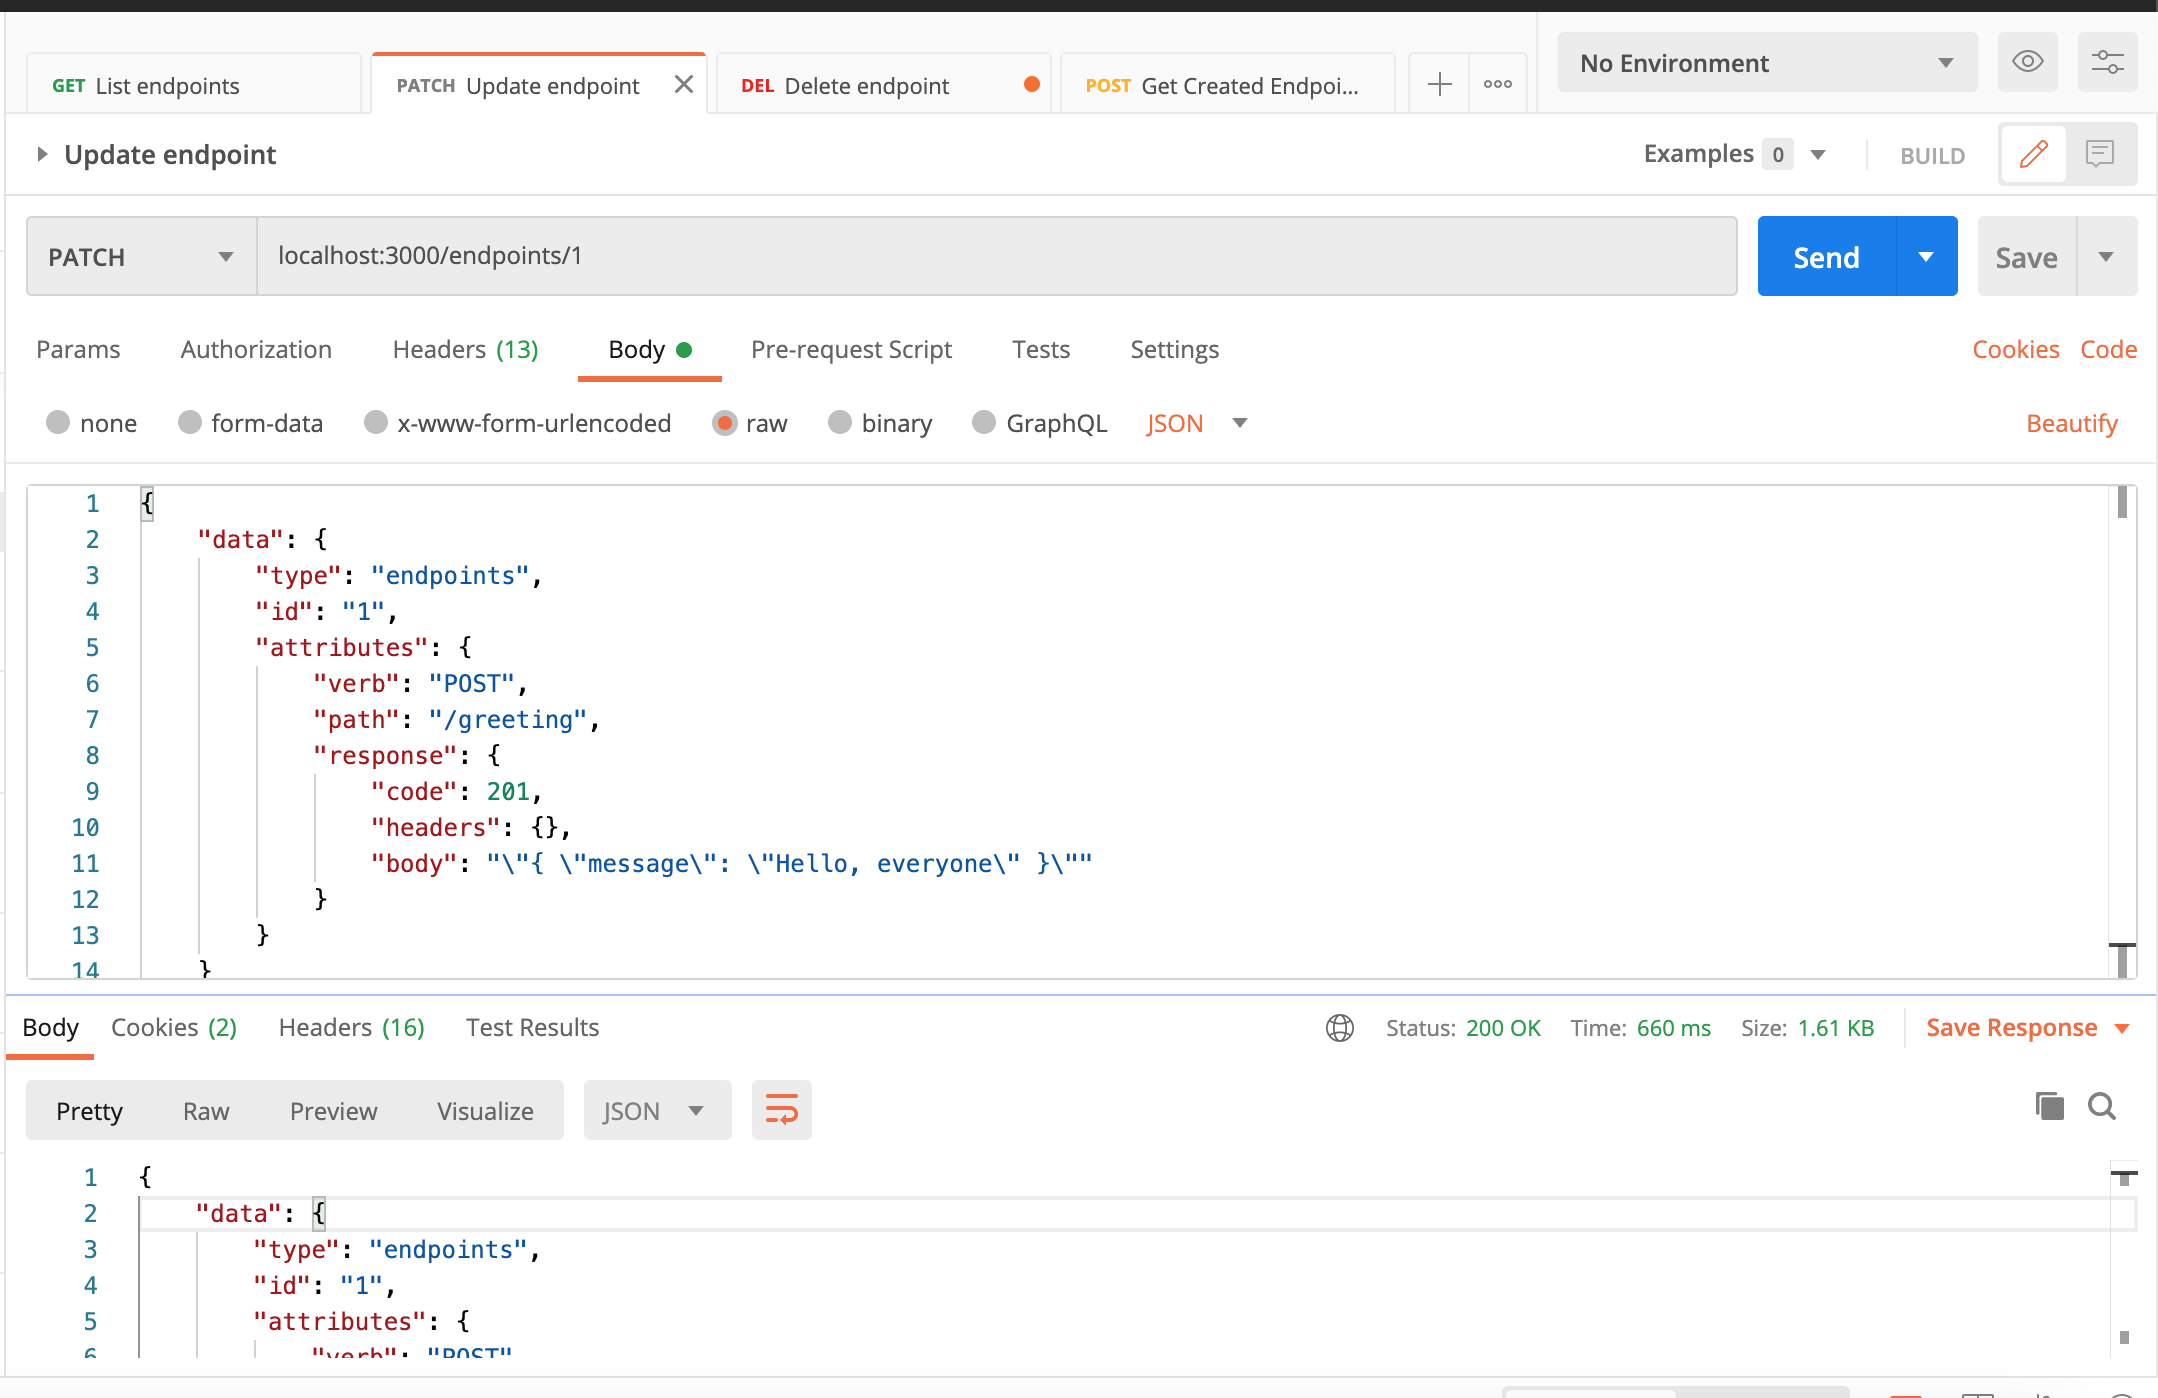 GET List endpoints PATCH Update endpoint DEL Delete endpoint POST Get Created Endpoi... No Environment
Update endpoint Examples 0 BUILD
PATCH localhost:3000/endpoints/1 Send Save
Params Authorization Headers (13) Body Pre-request Script Tests Settings Cookies Code
none form-data x-www-form-urlencoded raw binary GraphQL JSON Beautify
1 {
2 "data": {
3 "type": "endpoints",
4 "id": "1",
5 "attributes": {
6 "verb": "POST",
7 "path": "/greeting",
8 "response": {
9 "code": 201,
10 "headers": {},
11 "body": "\"{ \"message\": \"Hello, everyone\" }\""
12 }
13 }
14 }
Body Cookies (2) Headers (16) Test Results Status: 200 OK Time: 660 ms Size: 1.61 KB Save Response
Pretty Raw Preview Visualize JSON
1 {
2 "data": {
3 "type": "endpoints",
4 "id": "1",
5 "attributes": {
6 "verb": "POST"